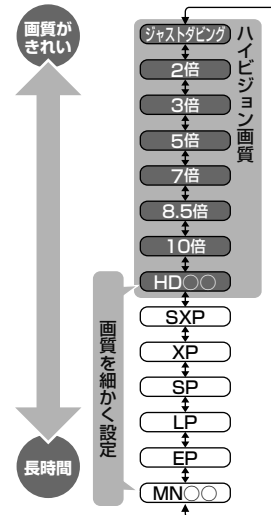 画質が
きれい
ジャストダビング
2倍
3倍
5倍
7倍
8.5倍
10倍
HD○○
ハイビジョン画質
SXP
XP
SP
LP
EP
MN○○
画質を細かく設定
長時間